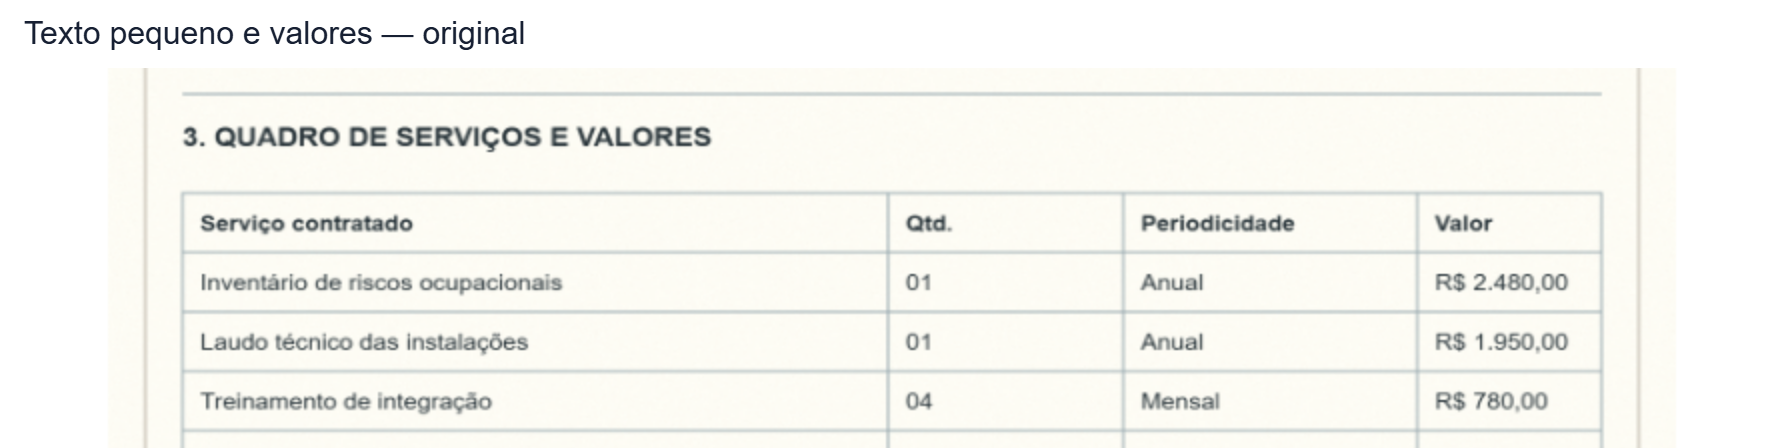 Texto pequeno e valores — original
3. QUADRO DE SERVIÇOS E VALORES
Serviço contratado Qtd. Periodicidade Valor
Inventário de riscos ocupacionais 01 Anual R$ 2.480,00
Laudo técnico das instalações 01 Anual R$ 1.950,00
Treinamento de integração 04 Mensal R$ 780,00